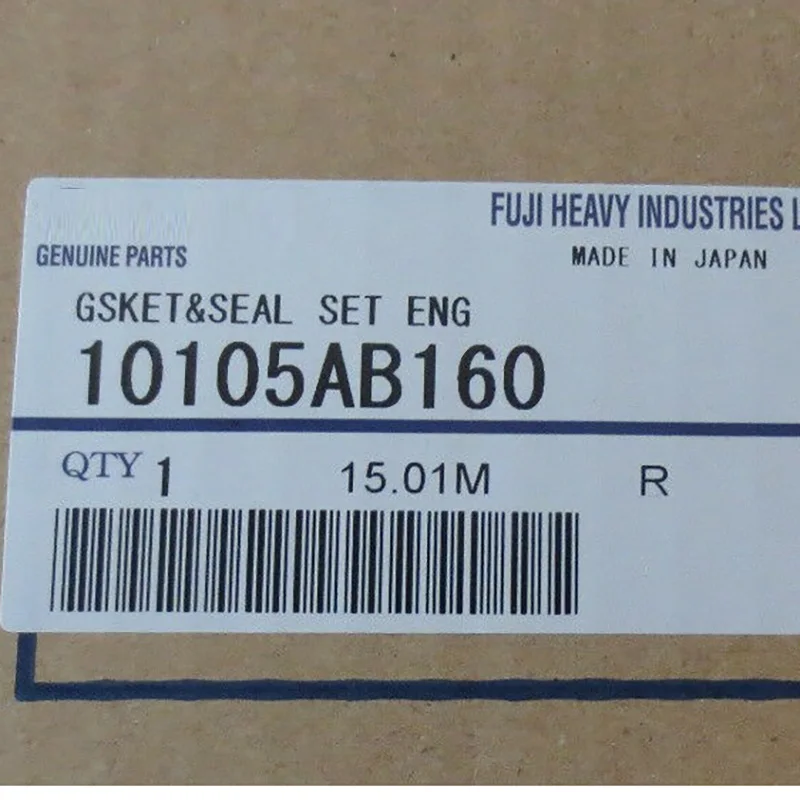 FUJI HEAVY INDUSTRIES L
GENUINE PARTS
MADE IN JAPAN
GSKET&SEAL SET ENG
10105AB160
QTY 1 15.01M R